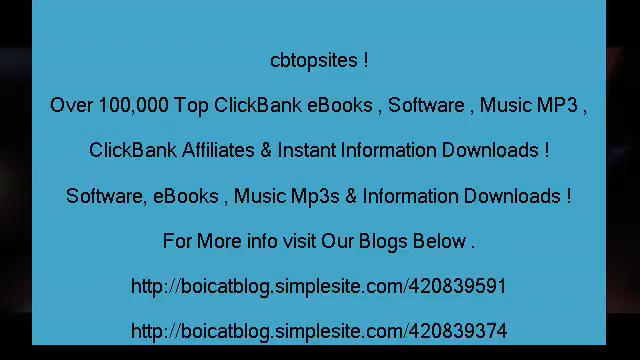 cbtopsites !
Over 100,000 Top ClickBank eBooks , Software , Music MP3 ,
ClickBank Affiliates & Instant Information Downloads !
Software, eBooks , Music Mp3s & Information Downloads !
For More info visit Our Blogs Below .
http://boicatblog.simplesite.com/420839591
http://boicatblog.simplesite.com/420839374